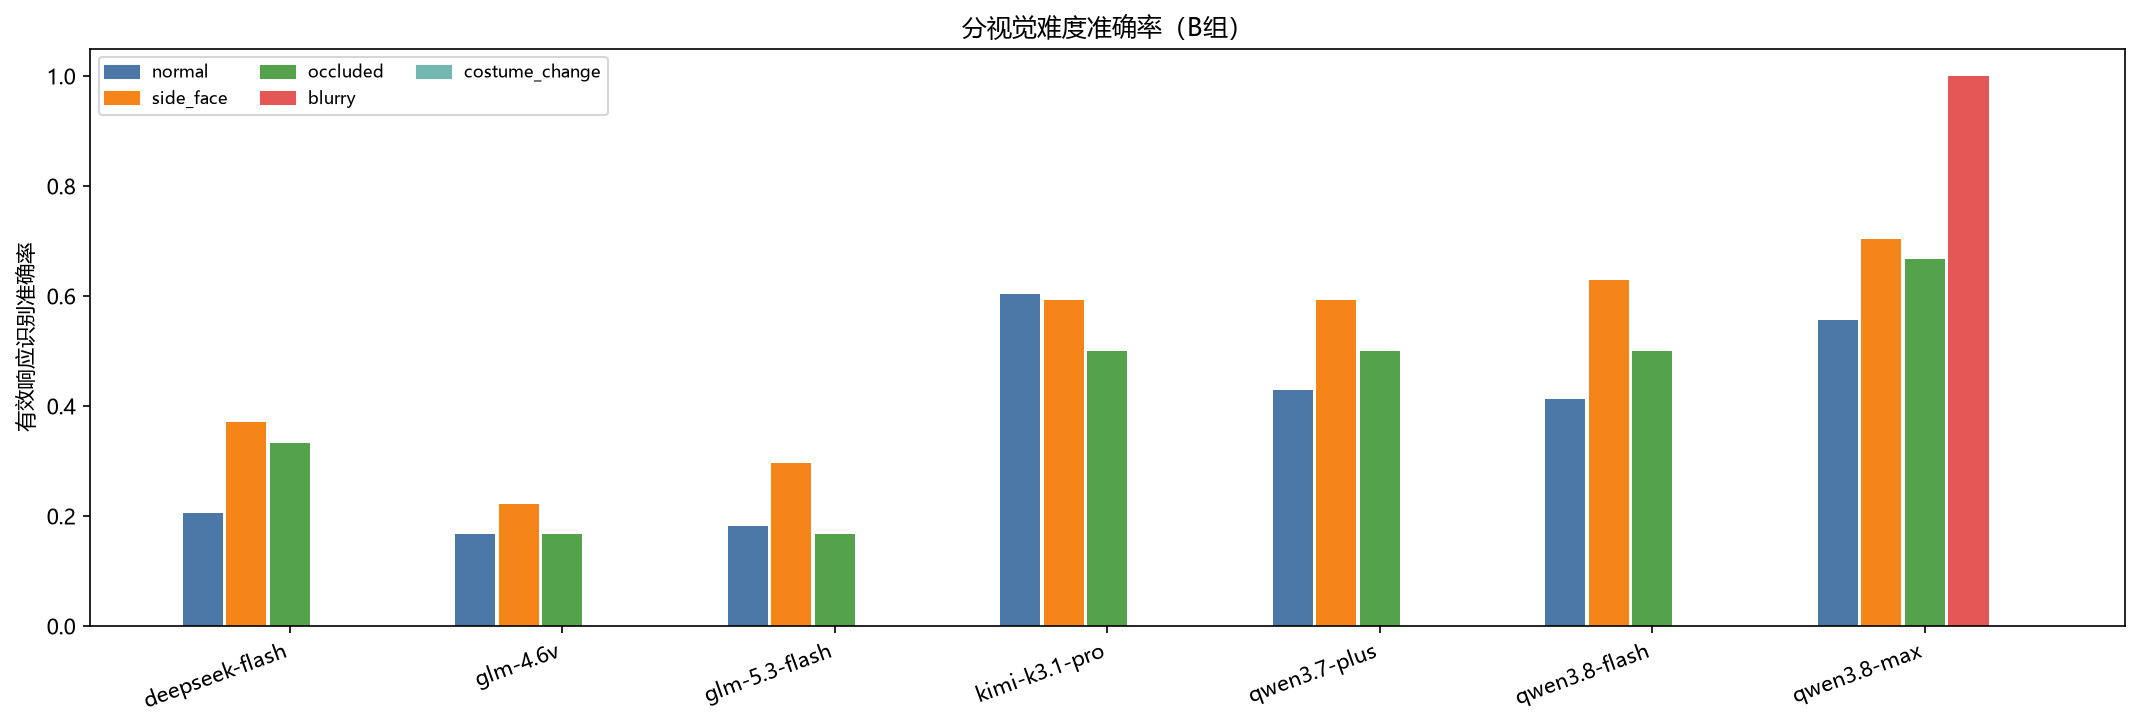 分视觉难度准确率（B组）
normal
side_face
occluded
blurry
costume_change
有效响应识别准确率
1.0
0.8
0.6
0.4
0.2
0.0
deepseek-flash
glm-4.6v
glm-5.3-flash
kimi-k3.1-pro
qwen3.7-plus
qwen3.8-flash
qwen3.8-max